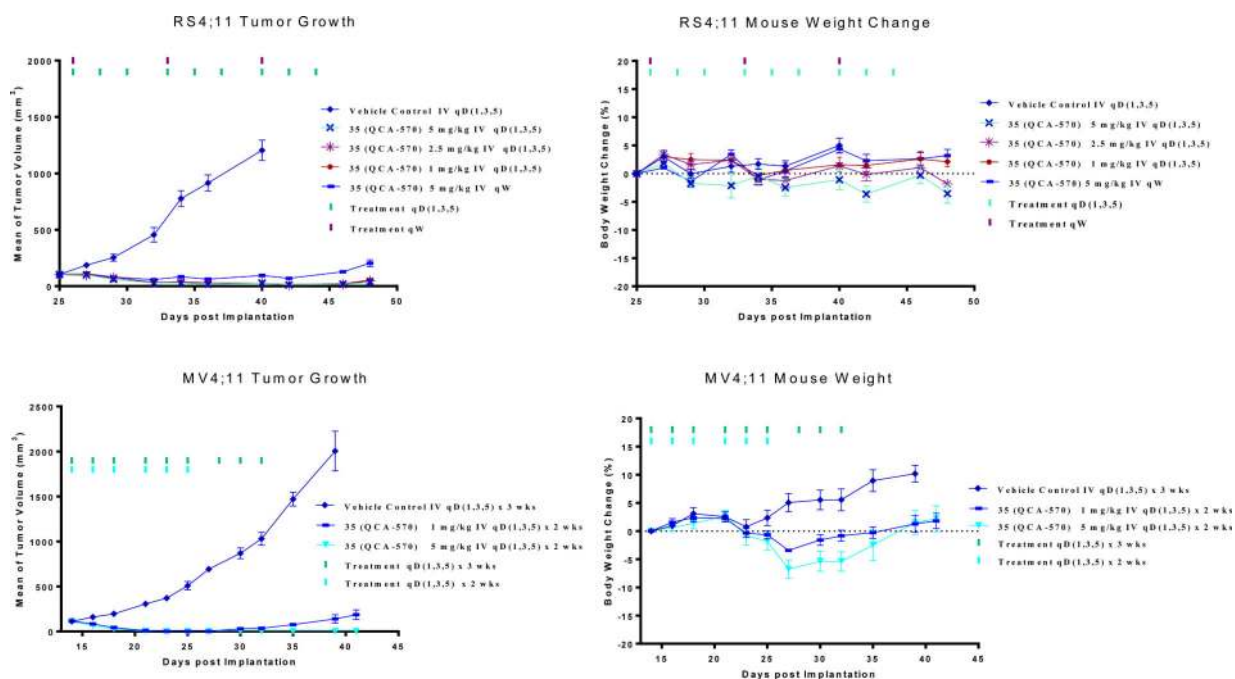 RS4;11 Tumor Growth
Mean of Tumor Volume (mm3)
2000
1500
1000
500
0
25 30 35 40 45 50
Days post Implantation
Vehicle Control IV qD(1,3,5)
35 (QCA-570) 5 mg/kg IV qD(1,3,5)
35 (QCA-570) 2.5 mg/kg IV qD(1,3,5)
35 (QCA-570) 1 mg/kg IV qD(1,3,5)
35 (QCA-570) 5 mg/kg IV qW
Treatment qD(1,3,5)
Treatment qW
RS4;11 Mouse Weight Change
Body Weight Change (%)
20
15
10
5
0
-5
-10
-15
-20
25 30 35 40 45 50
Days post Implantation
Vehicle Control IV qD(1,3,5)
35 (QCA-570) 5 mg/kg IV qD(1,3,5)
35 (QCA-570) 2.5 mg/kg IV qD(1,3,5)
35 (QCA-570) 1 mg/kg IV qD(1,3,5)
35 (QCA-570) 5 mg/kg IV qW
Treatment qD(1,3,5)
Treatment qW
MV4;11 Tumor Growth
Mean of Tumor Volume (mm3)
2500
2000
1500
1000
500
0
15 20 25 30 35 40 45
Days post Implantation
Vehicle Control IV qD(1,3,5) x 3 wks
35 (QCA-570) 1 mg/kg IV qD(1,3,5) x 2 wks
35 (QCA-570) 5 mg/kg IV qD(1,3,5) x 2 wks
Treatment qD(1,3,5) x 3 wks
Treatment qD(1,3,5) x 2 wks
MV4;11 Mouse Weight
Body Weight Change (%)
20
15
10
5
0
-5
-10
-15
-20
15 20 25 30 35 40 45
Days post Implantation
Vehicle Control IV qD(1,3,5) x 3 wks
35 (QCA-570) 1 mg/kg IV qD(1,3,5) x 2 wks
35 (QCA-570) 5 mg/kg IV qD(1,3,5) x 2 wks
Treatment qD(1,3,5) x 3 wks
Treatment qD(1,3,5) x 2 wks